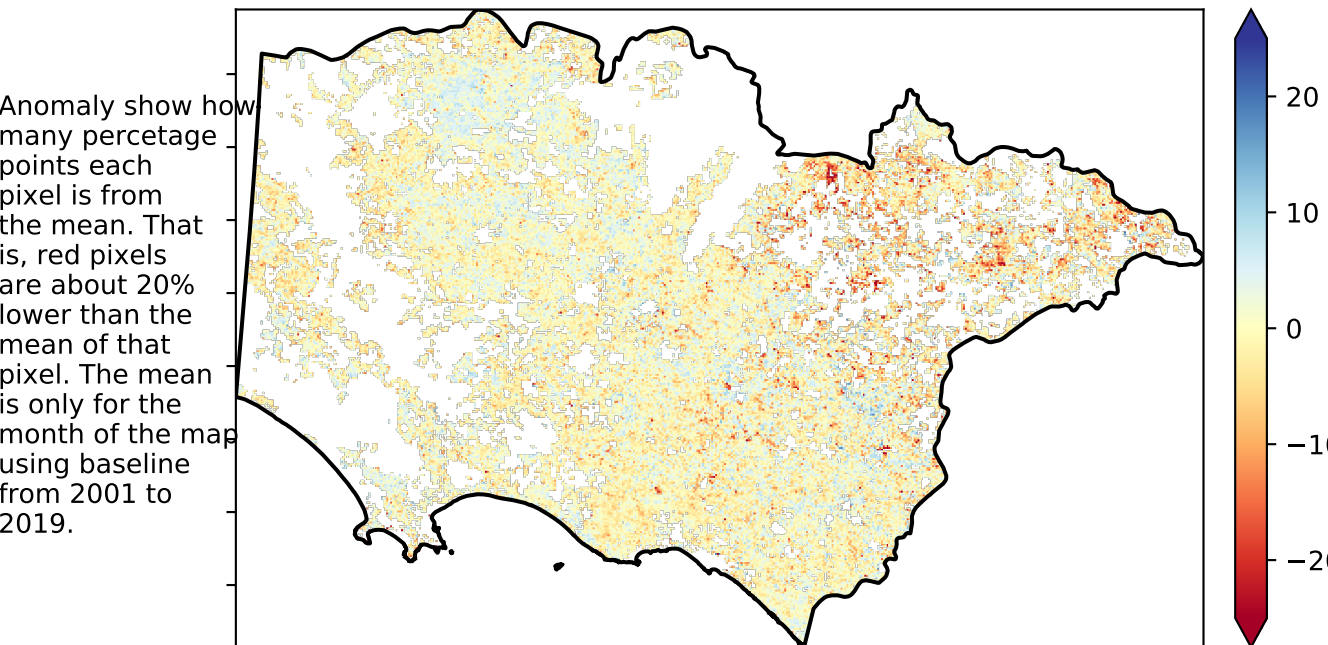 Anomaly show how
many percetage
points each
pixel is from
the mean. That
is, red pixels
are about 20%
lower than the
mean of that
pixel. The mean
is only for the
month of the map
using baseline
from 2001 to
2019.
20
10
0
−10
−20